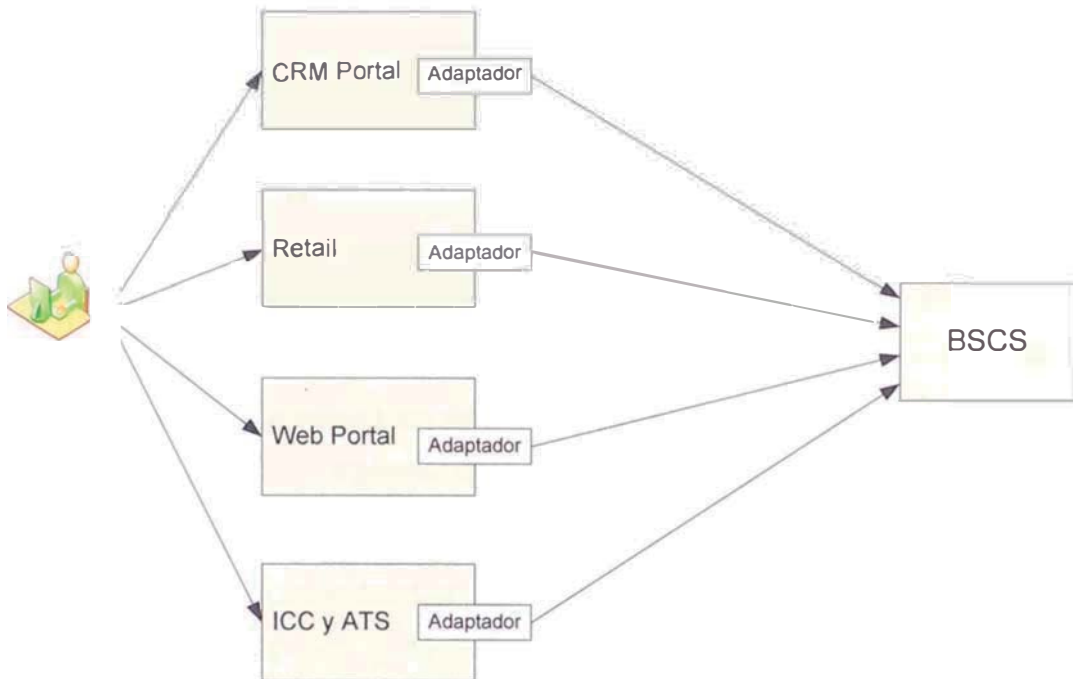 CRM Portal
Adaptador
Retail
Adaptador
BSCS
Web Portal
Adaptador
ICC y ATS
Adaptador